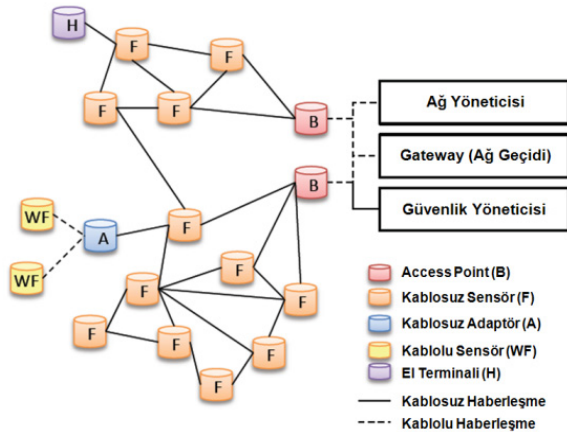 H
F
F
F
F
B
Ağ Yöneticisi
Gateway (Ağ Geçidi)
B
Güvenlik Yöneticisi
WF
F
A
WF
F
F
F
F
F
F
F
Access Point (B)
Kablosuz Sensör (F)
Kablosuz Adaptör (A)
Kablolu Sensör (WF)
El Terminali (H)
Kablosuz Haberleşme
Kablolu Haberleşme